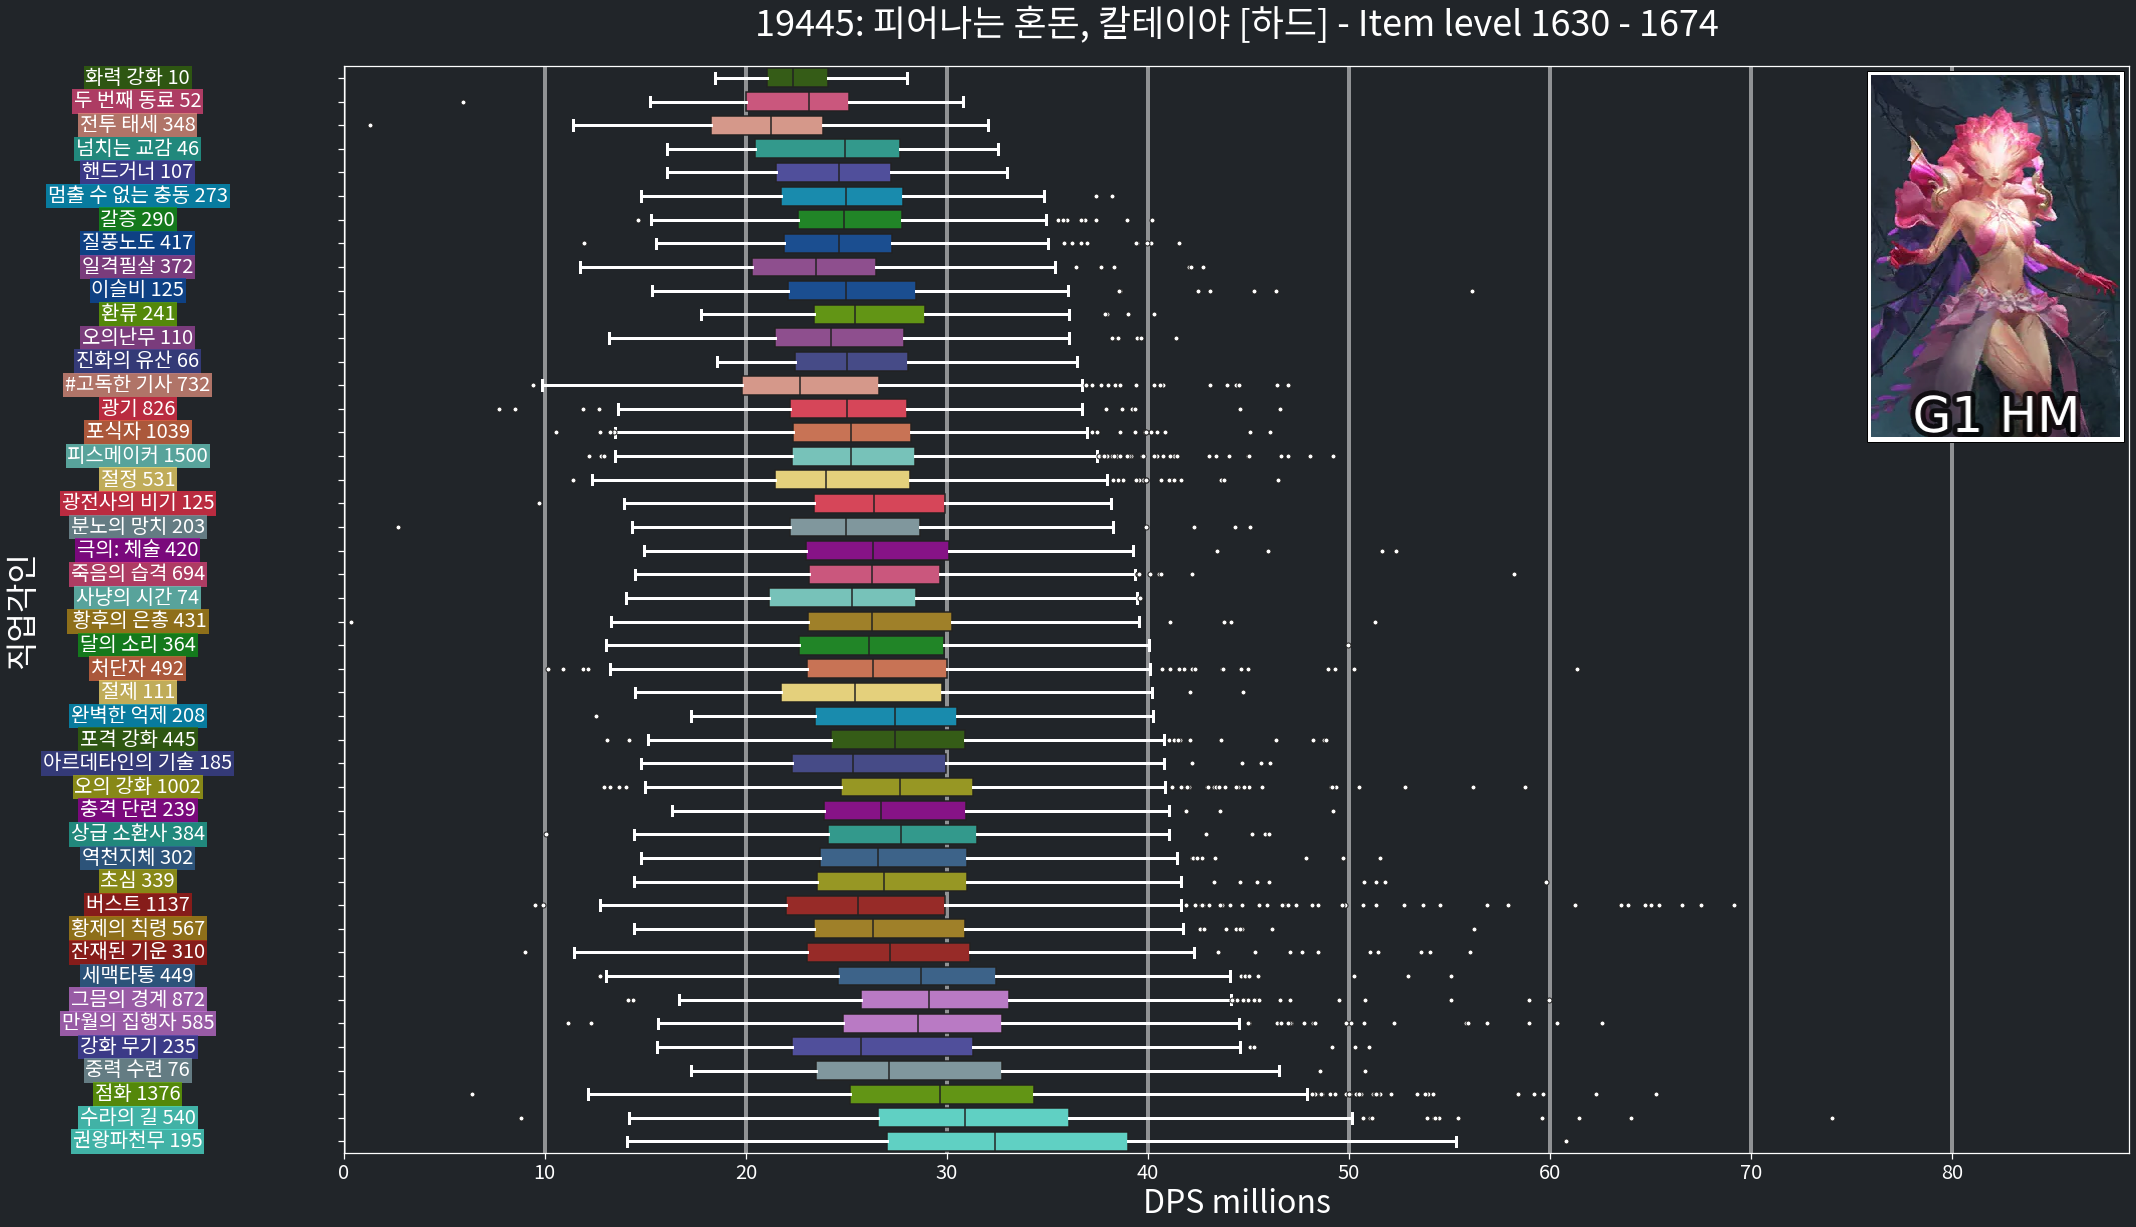 19445: 피어나는 혼돈, 칼테이야 [하드] - Item level 1630 - 1674
화력 강화 10
두 번째 동료 52
전투 태세 348
넘치는 교감 46
핸드거너 107
멈출 수 없는 충동 273
갈증 290
질풍노도 417
일격필살 372
이슬비 125
환류 241
오의난무 110
진화의 유산 66
#고독한 기사 732
광기 826
포식자 1039
피스메이커 1500
절정 531
광전사의 비기 125
분노의 망치 203
극의: 체술 420
죽음의 습격 694
사냥의 시간 74
황후의 은총 431
달의 소리 364
처단자 492
절제 111
완벽한 억제 208
포격 강화 445
아르데타인의 기술 185
오의 강화 1002
충격 단련 239
상급 소환사 384
역천지체 302
초심 339
버스트 1137
황제의 칙령 567
잔재된 기운 310
세맥타통 449
그믐의 경계 872
만월의 집행자 585
강화 무기 235
중력 수련 76
점화 1376
수라의 길 540
권왕파천무 195
직업각인
G1 HM
0 10 20 30 40 50 60 70 80
DPS millions